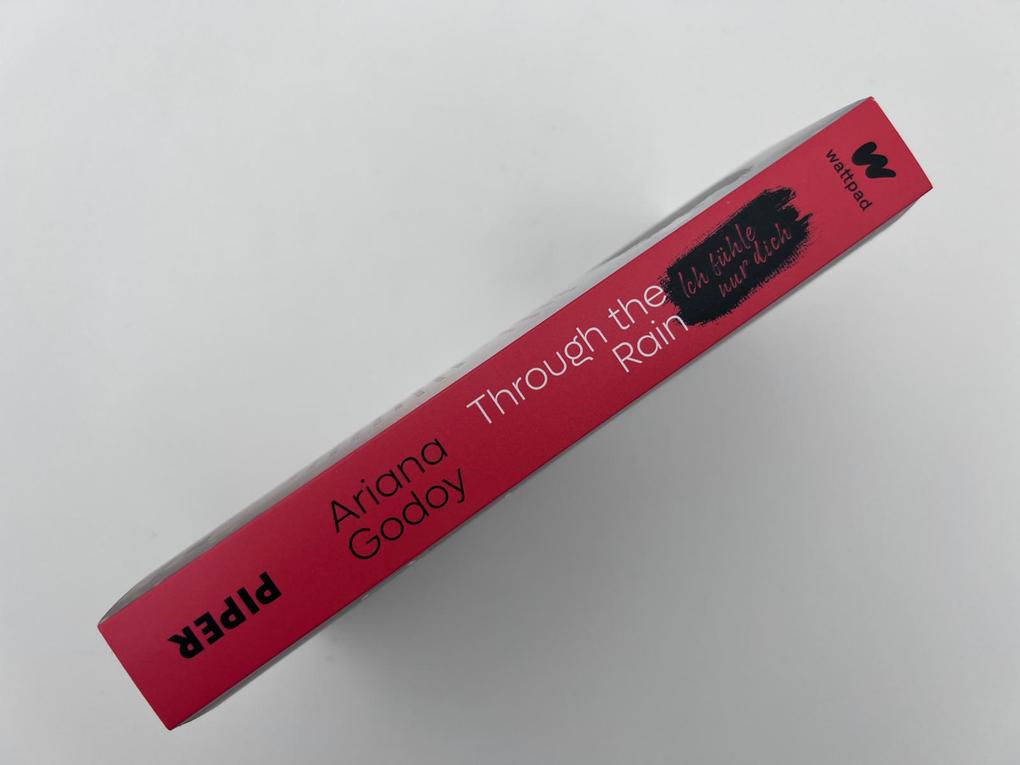 PIPER
Ariana
Godoy
Through the
Rain
Ich fühle
nur dich
wattpad